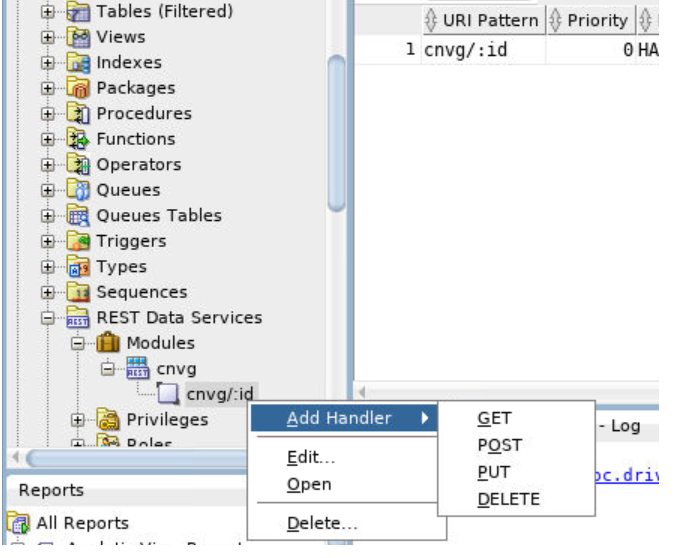 Tables (Filtered)
Views
Indexes
Packages
Procedures
Functions
Operators
Queues
Queues Tables
Triggers
Types
Sequences
REST Data Services
Modules
cnvg
cnvg/:id
Privileges
Roles
Reports
All Reports
URI Pattern Priority
1 cnvg/:id 0 HA
Add Handler
Edit...
Open
Delete...
GET
POST
PUT
DELETE
- Log
oc.driv